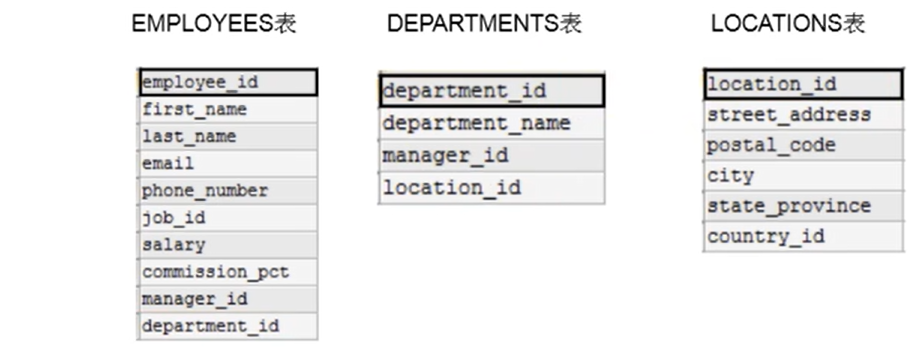 EMPLOYEES表
employee_id
first_name
last_name
email
phone_number
job_id
salary
commission_pct
manager_id
department_id
DEPARTMENTS表
department_id
department_name
manager_id
location_id
LOCATIONS表
location_id
street_address
postal_code
city
state_province
country_id